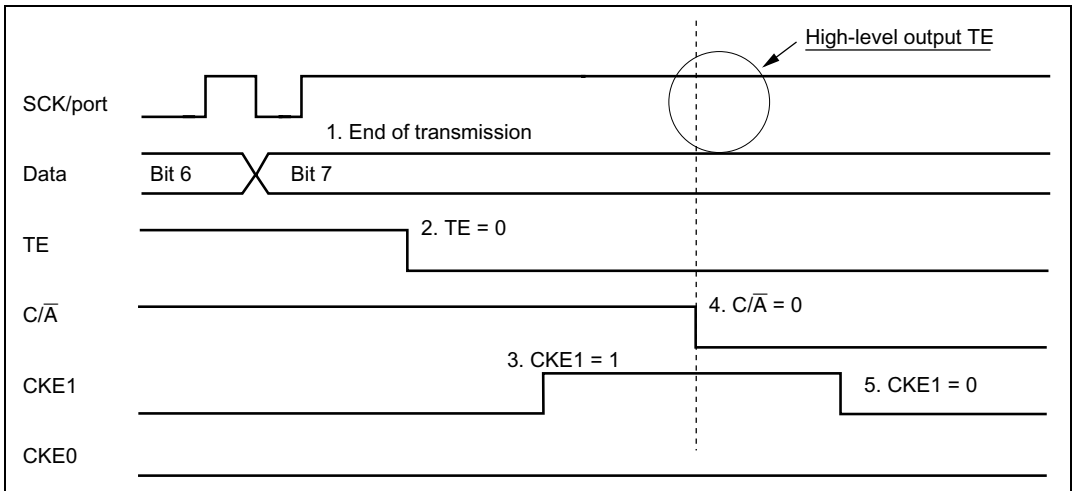 High-level output TE
SCK/port
1. End of transmission
Data
Bit 6
Bit 7
TE
2. TE = 0
C/A̅
4. C/A̅ = 0
3. CKE1 = 1
CKE1
5. CKE1 = 0
CKE0